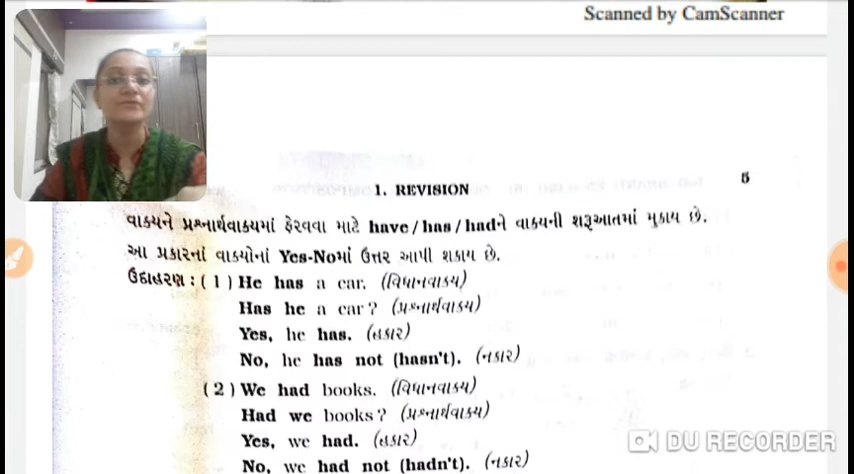 Scanned by CamScanner
1. REVISION
5
વાક્યને પ્રશ્નાર્થવાક્યમાં ફેરવવા માટે have / has / hadને વાક્યની શરૂઆતમાં મુકાય છે.
આ પ્રકારનાં વાક્યોનાં Yes-Noમાં ઉત્તર આપી શકાય છે.
ઉદાહરણ : ( 1 ) He has a car. (વિધાનવાક્ય)
Has he a car? (પ્રશ્નાર્થવાક્ય)
Yes, he has. (હકાર)
No, he has not (hasn't). (નકાર)
( 2 ) We had books. (વિધાનવાક્ય)
Had we books? (પ્રશ્નાર્થવાક્ય)
Yes, we had. (હકાર)
No, we had not (hadn't). (નકાર)
DU RECORDER